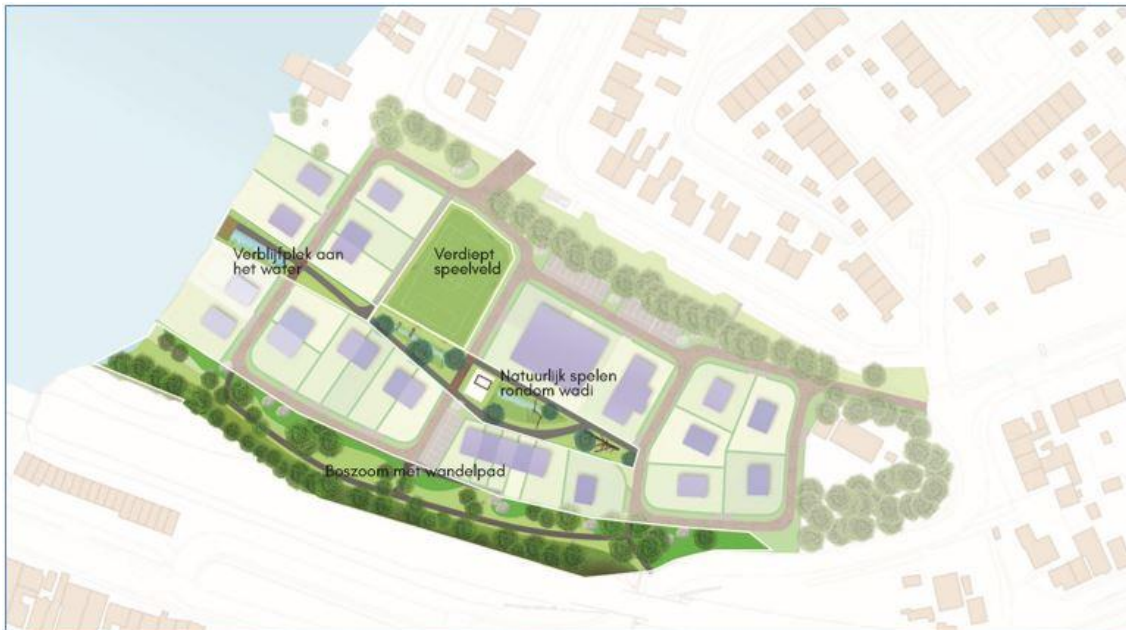 Verblijfplek aan
het water
Verdiept
speelveld
Natuurlijk spelen
rondom wadi
Boszoom met wandelpad